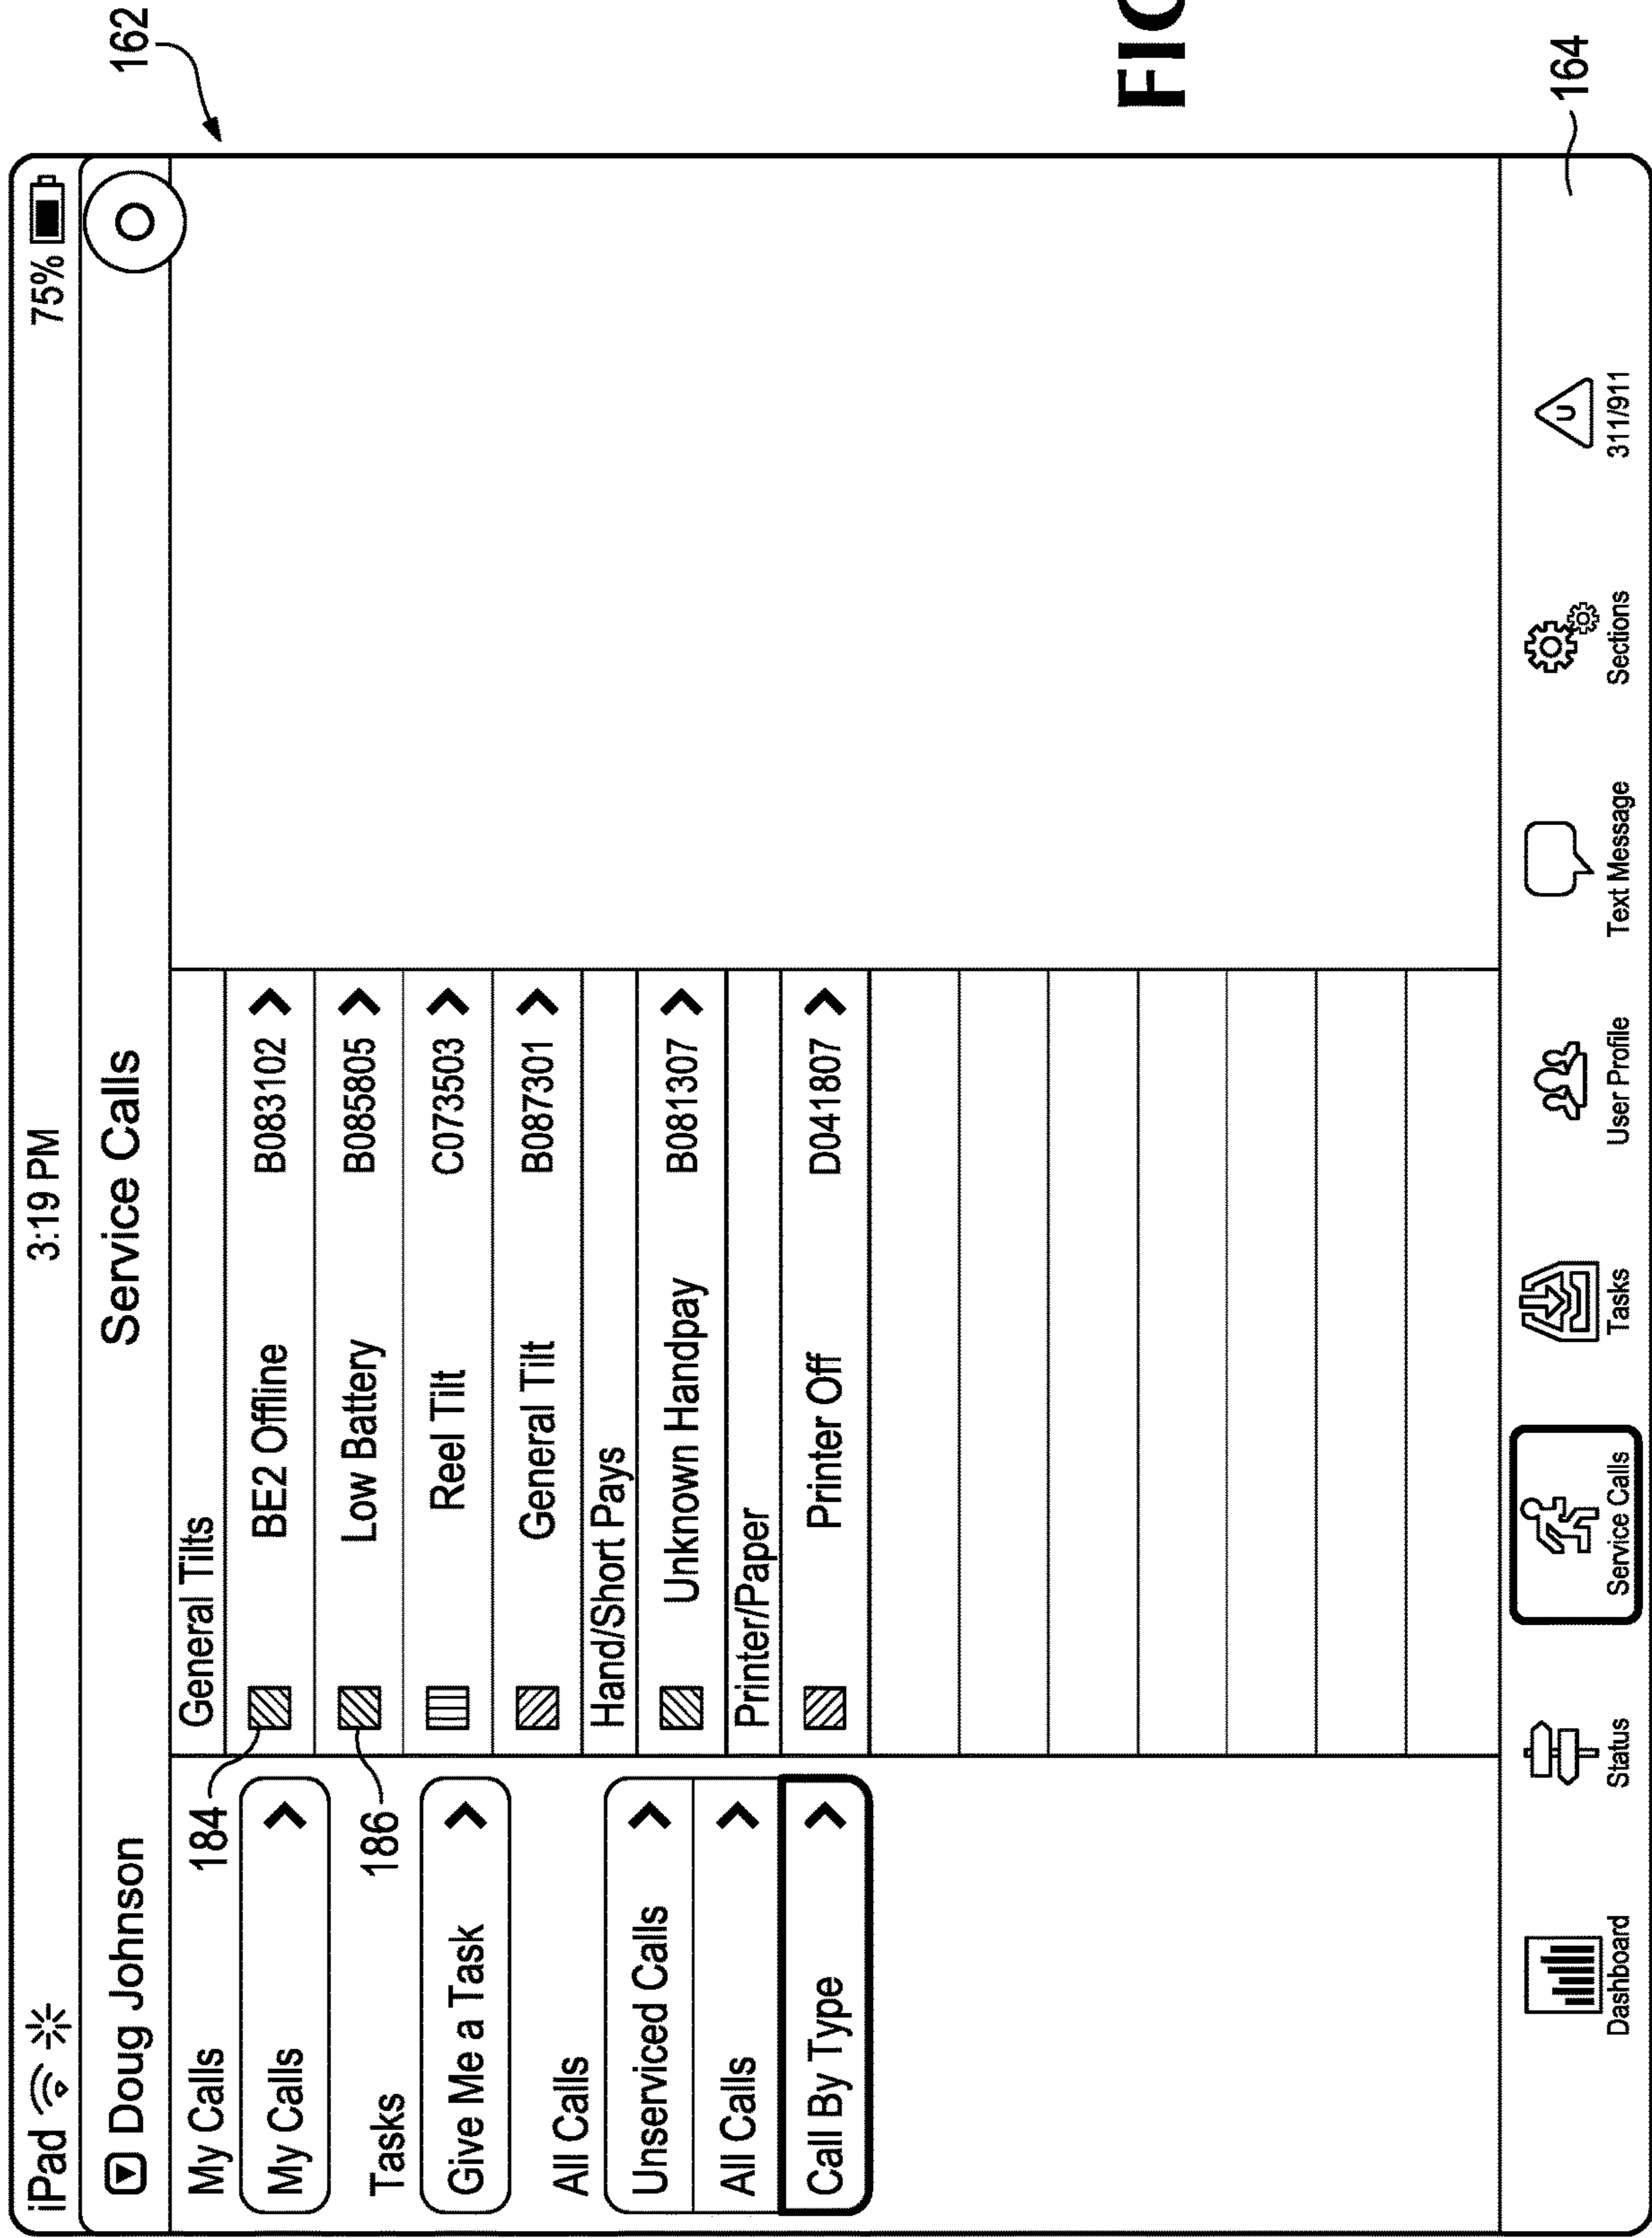 iPad 3:19 PM 75%
Doug Johnson Service Calls
162
My Calls
184
My Calls
Tasks
186
Give Me a Task
All Calls
Unserviced Calls
All Calls
Call By Type
General Tilts
BE2 Offline B083102
Low Battery B085805
Reel Tilt C073503
General Tilt B087301
Hand/Short Pays
Unknown Handpay B081307
Printer/Paper
Printer Off D041807
Dashboard
Status
Service Calls
Tasks
User Profile
Text Message
Sections
311/911
164